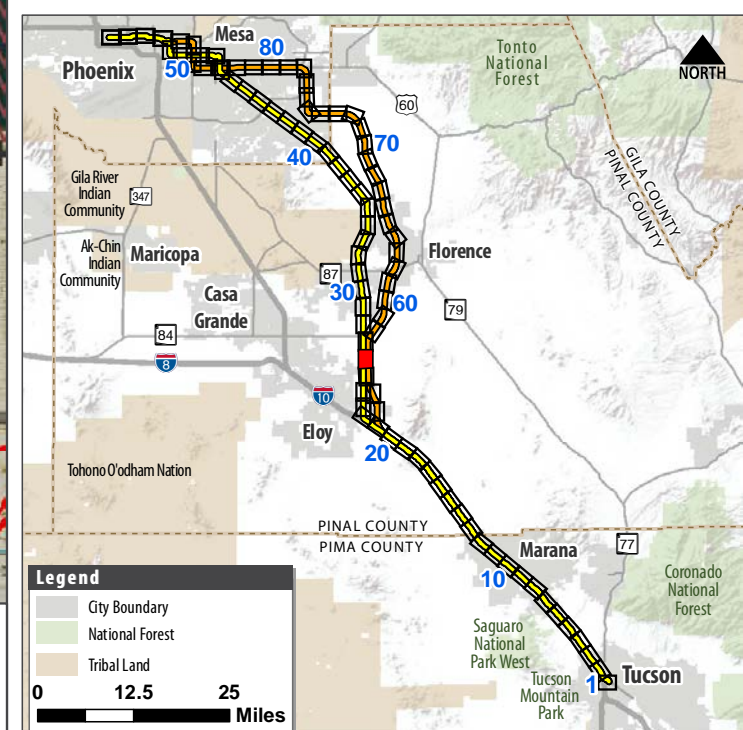 Mesa
80
Tonto
National
Forest
NORTH
Phoenix
50
60
70
40
GILA COUNTY
PINAL COUNTY
Gila River
Indian
Community
347
Ak-Chin
Indian
Community
Maricopa
Florence
87
30
60
Casa
Grande
79
84
8
10
Eloy
20
Tohono O'odham Nation
PINAL COUNTY
PIMA COUNTY
Marana
77
10
Coronado
National
Forest
Legend
City Boundary
National Forest
Tribal Land
0 12.5 25
Miles
Saguaro
National
Park West
Tucson
Mountain
Park
1
Tucson